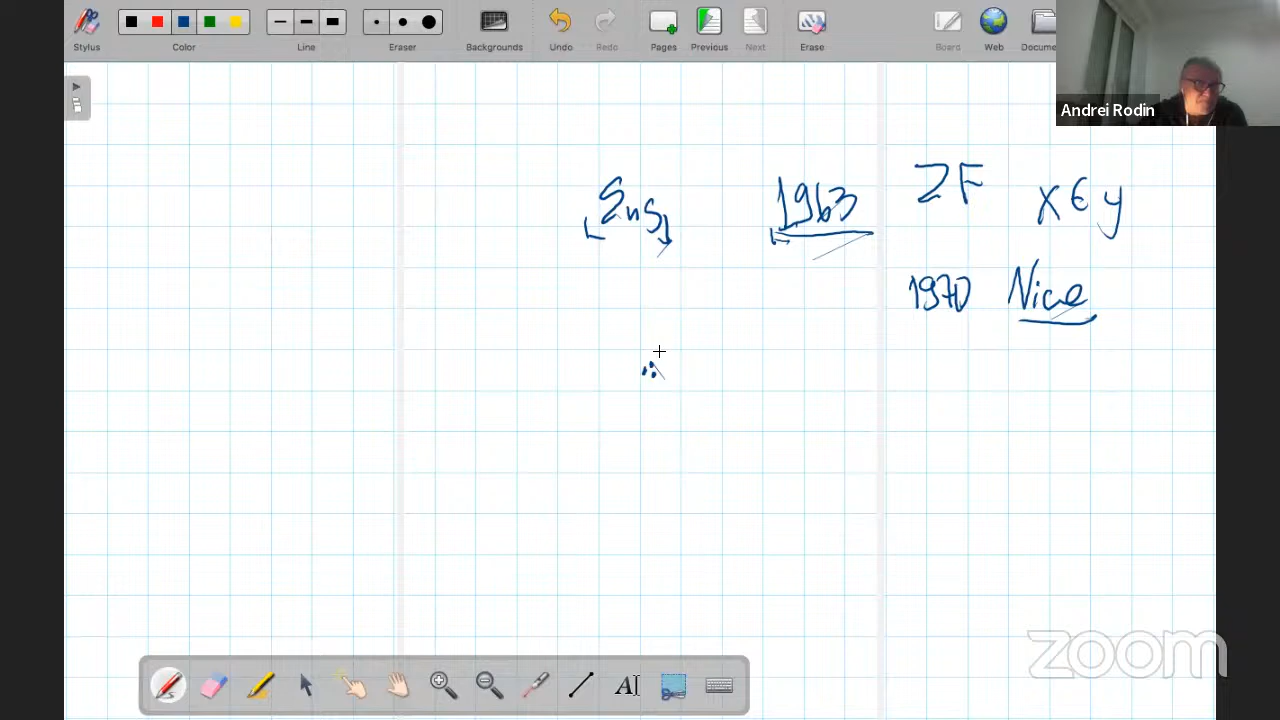 Stylus Color Line Eraser Backgrounds Undo Redo Pages Previous Next Erase Board Web Docume
Andrei Rodin
Ens 1963 ZF x ∈ y
1970 Nice
zoom